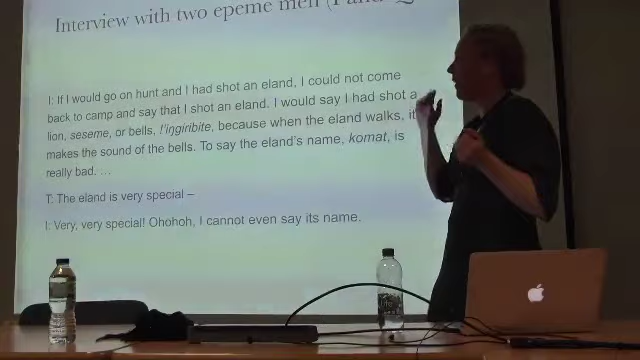 Interview with two epeme men (I and
I: If I would go on hunt and I had shot an eland, I could not come
back to camp and say that I shot an eland. I would say I had shot a
lion, seseme, or bells, !'iŋgiribite, because when the eland walks, it
makes the sound of the bells. To say the eland's name, komat, is
really bad. …
T: The eland is very special –
I: Very, very special! Ohohoh, I cannot even say its name.